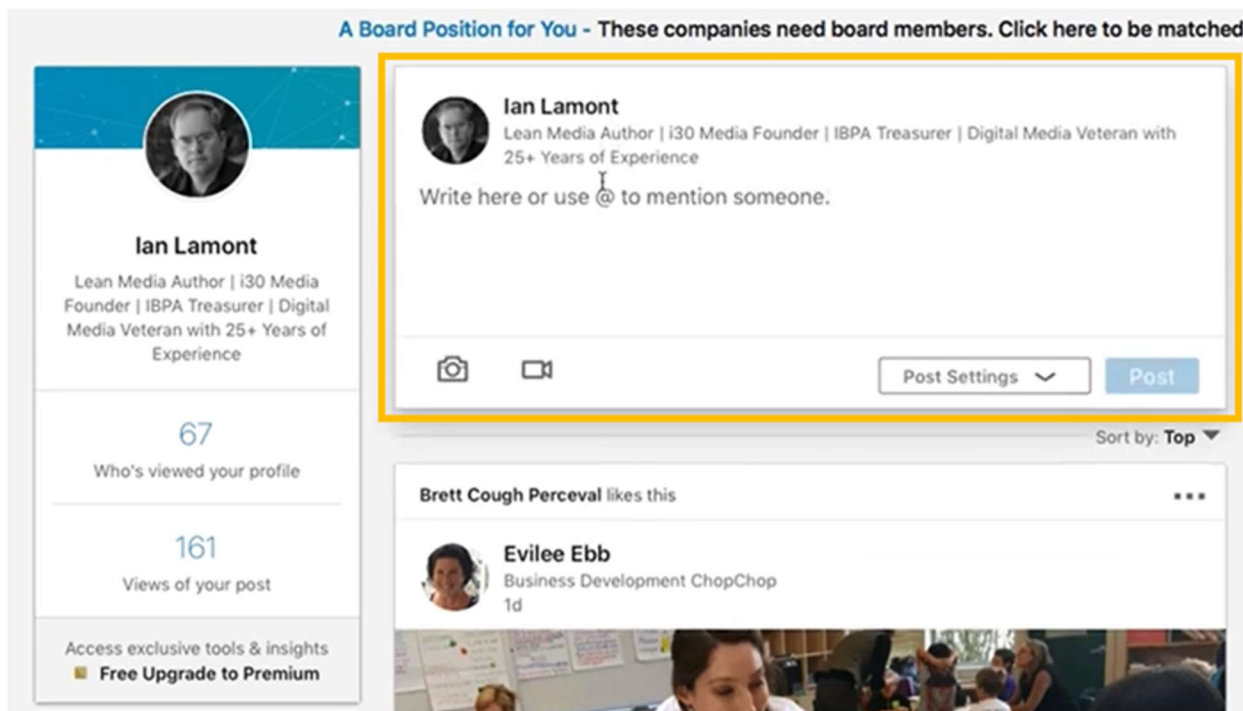 A Board Position for You - These companies need board members. Click here to be matched
Ian Lamont
Lean Media Author | i30 Media
Founder | IBPA Treasurer | Digital
Media Veteran with 25+ Years of
Experience
67
Who's viewed your profile
161
Views of your post
Access exclusive tools & insights
Free Upgrade to Premium
Ian Lamont
Lean Media Author | i30 Media Founder | IBPA Treasurer | Digital Media Veteran with
25+ Years of Experience
Write here or use @ to mention someone.
Post Settings
Post
Sort by: Top
Brett Cough Perceval likes this
Evilee Ebb
Business Development ChopChop
1d